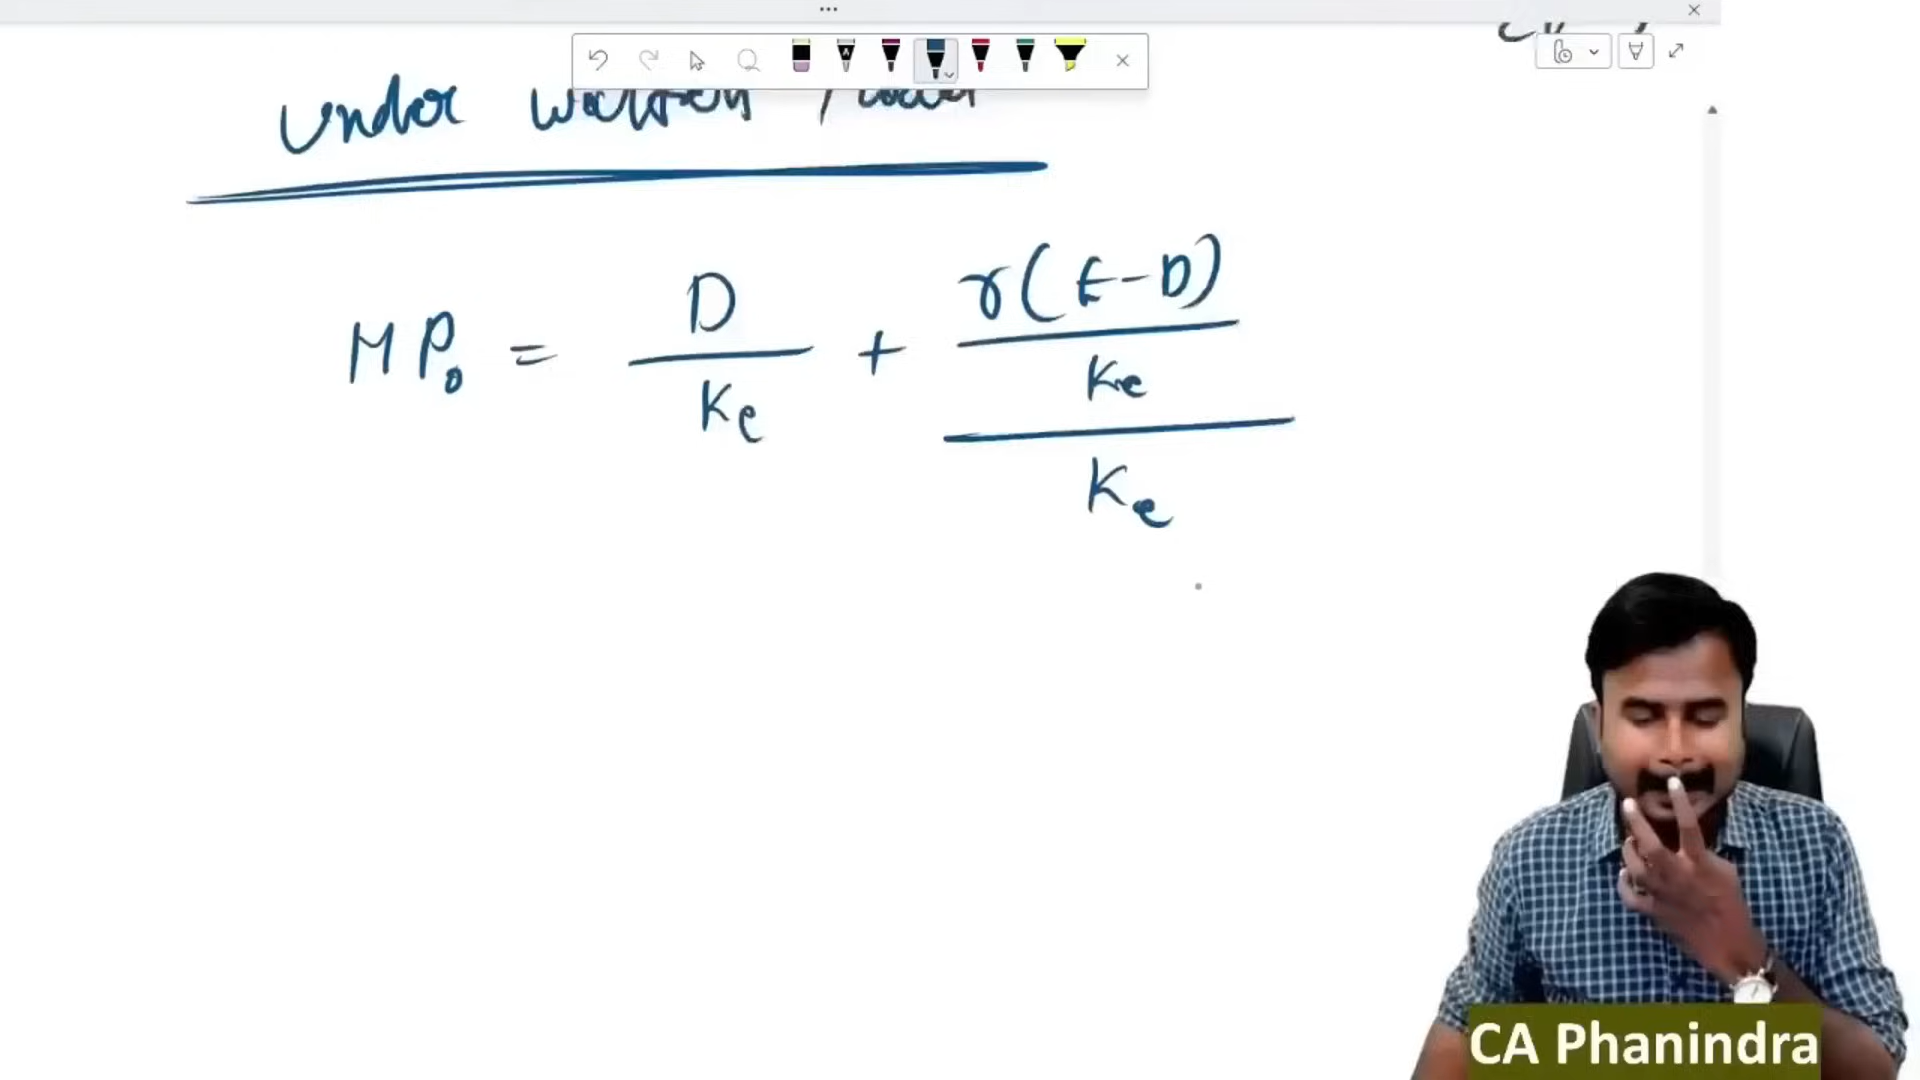 under
MP₀ = D/Ke + (r(E-D)/Ke)/Ke
CA Phanindra